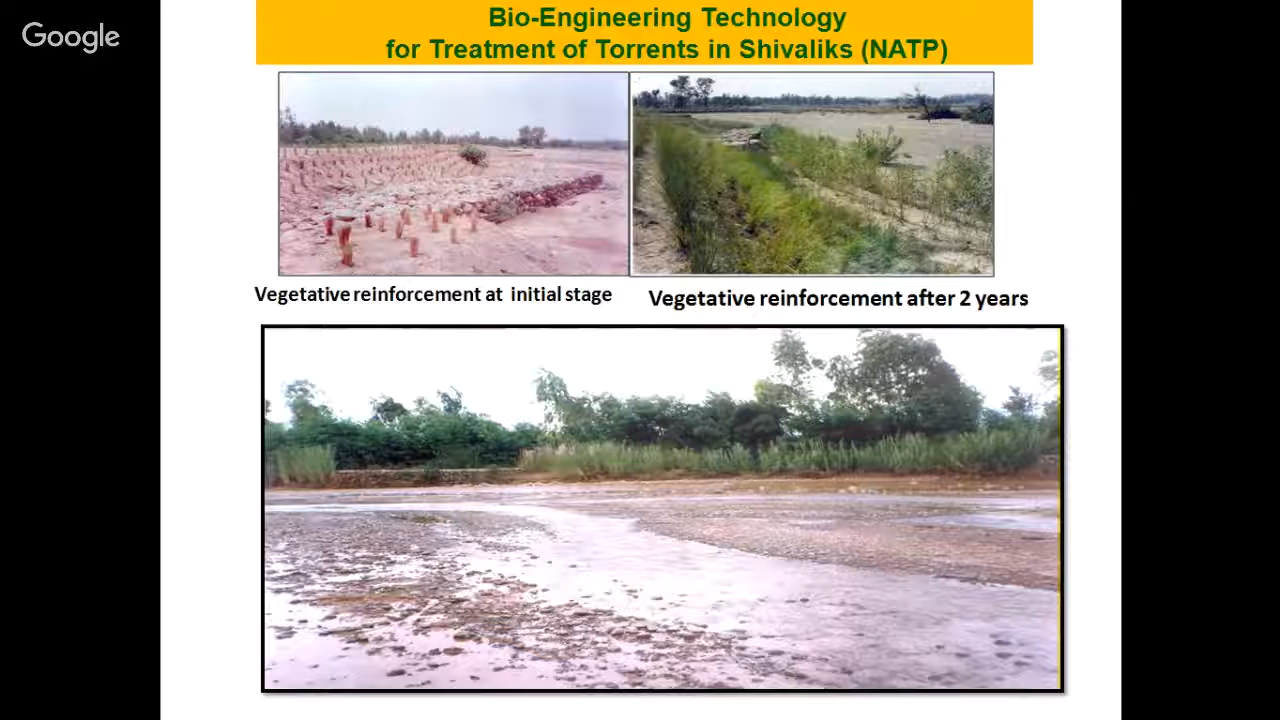 Google
Bio-Engineering Technology
for Treatment of Torrents in Shivaliks (NATP)
Vegetative reinforcement at initial stage
Vegetative reinforcement after 2 years